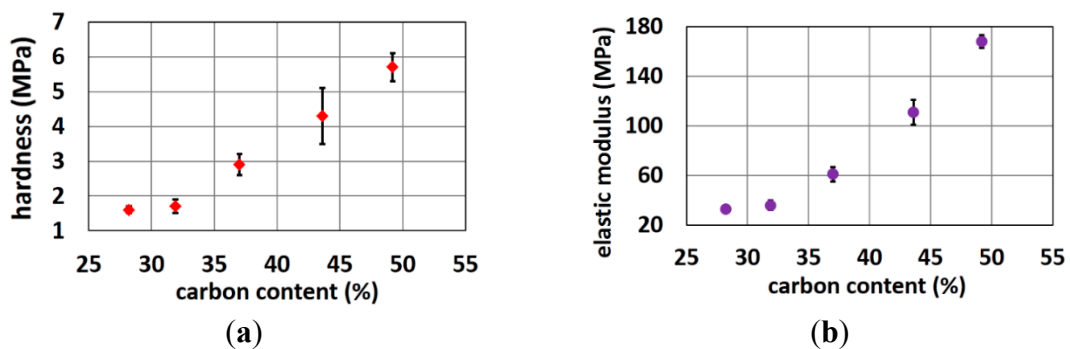 hardness (MPa)
7
6
5
4
3
2
1
25 30 35 40 45 50 55
carbon content (%)
(a)
elastic modulus (MPa)
180
140
100
60
20
25 30 35 40 45 50 55
carbon content (%)
(b)